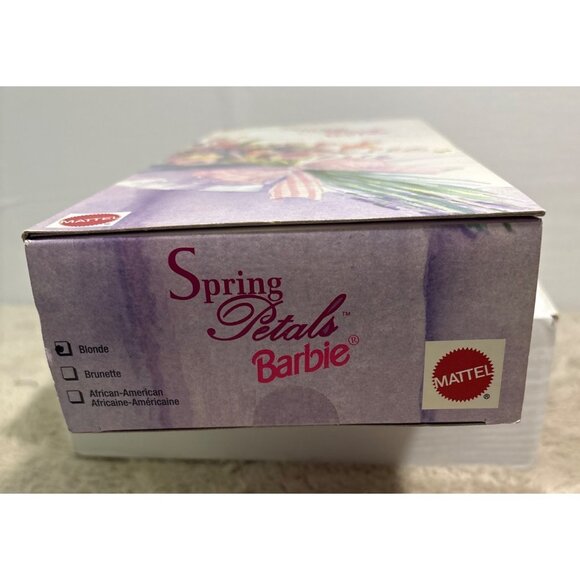 MATTEL
Spring
Petals™
Barbie®
Blonde
Brunette
African-American
Africaine-Américaine
MATTEL
®